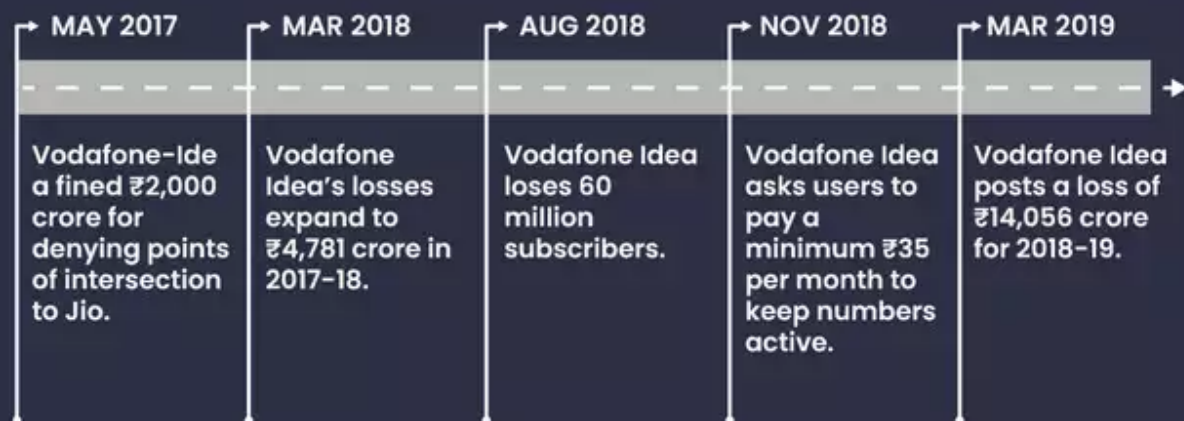 MAY 2017
Vodafone-Ide
a fined ₹2,000
crore for
denying points
of intersection
to Jio.
MAR 2018
Vodafone
Idea's losses
expand to
₹4,781 crore in
2017-18.
AUG 2018
Vodafone Idea
loses 60
million
subscribers.
NOV 2018
Vodafone Idea
asks users to
pay a
minimum ₹35
per month to
keep numbers
active.
MAR 2019
Vodafone Idea
posts a loss of
₹14,056 crore
for 2018-19.